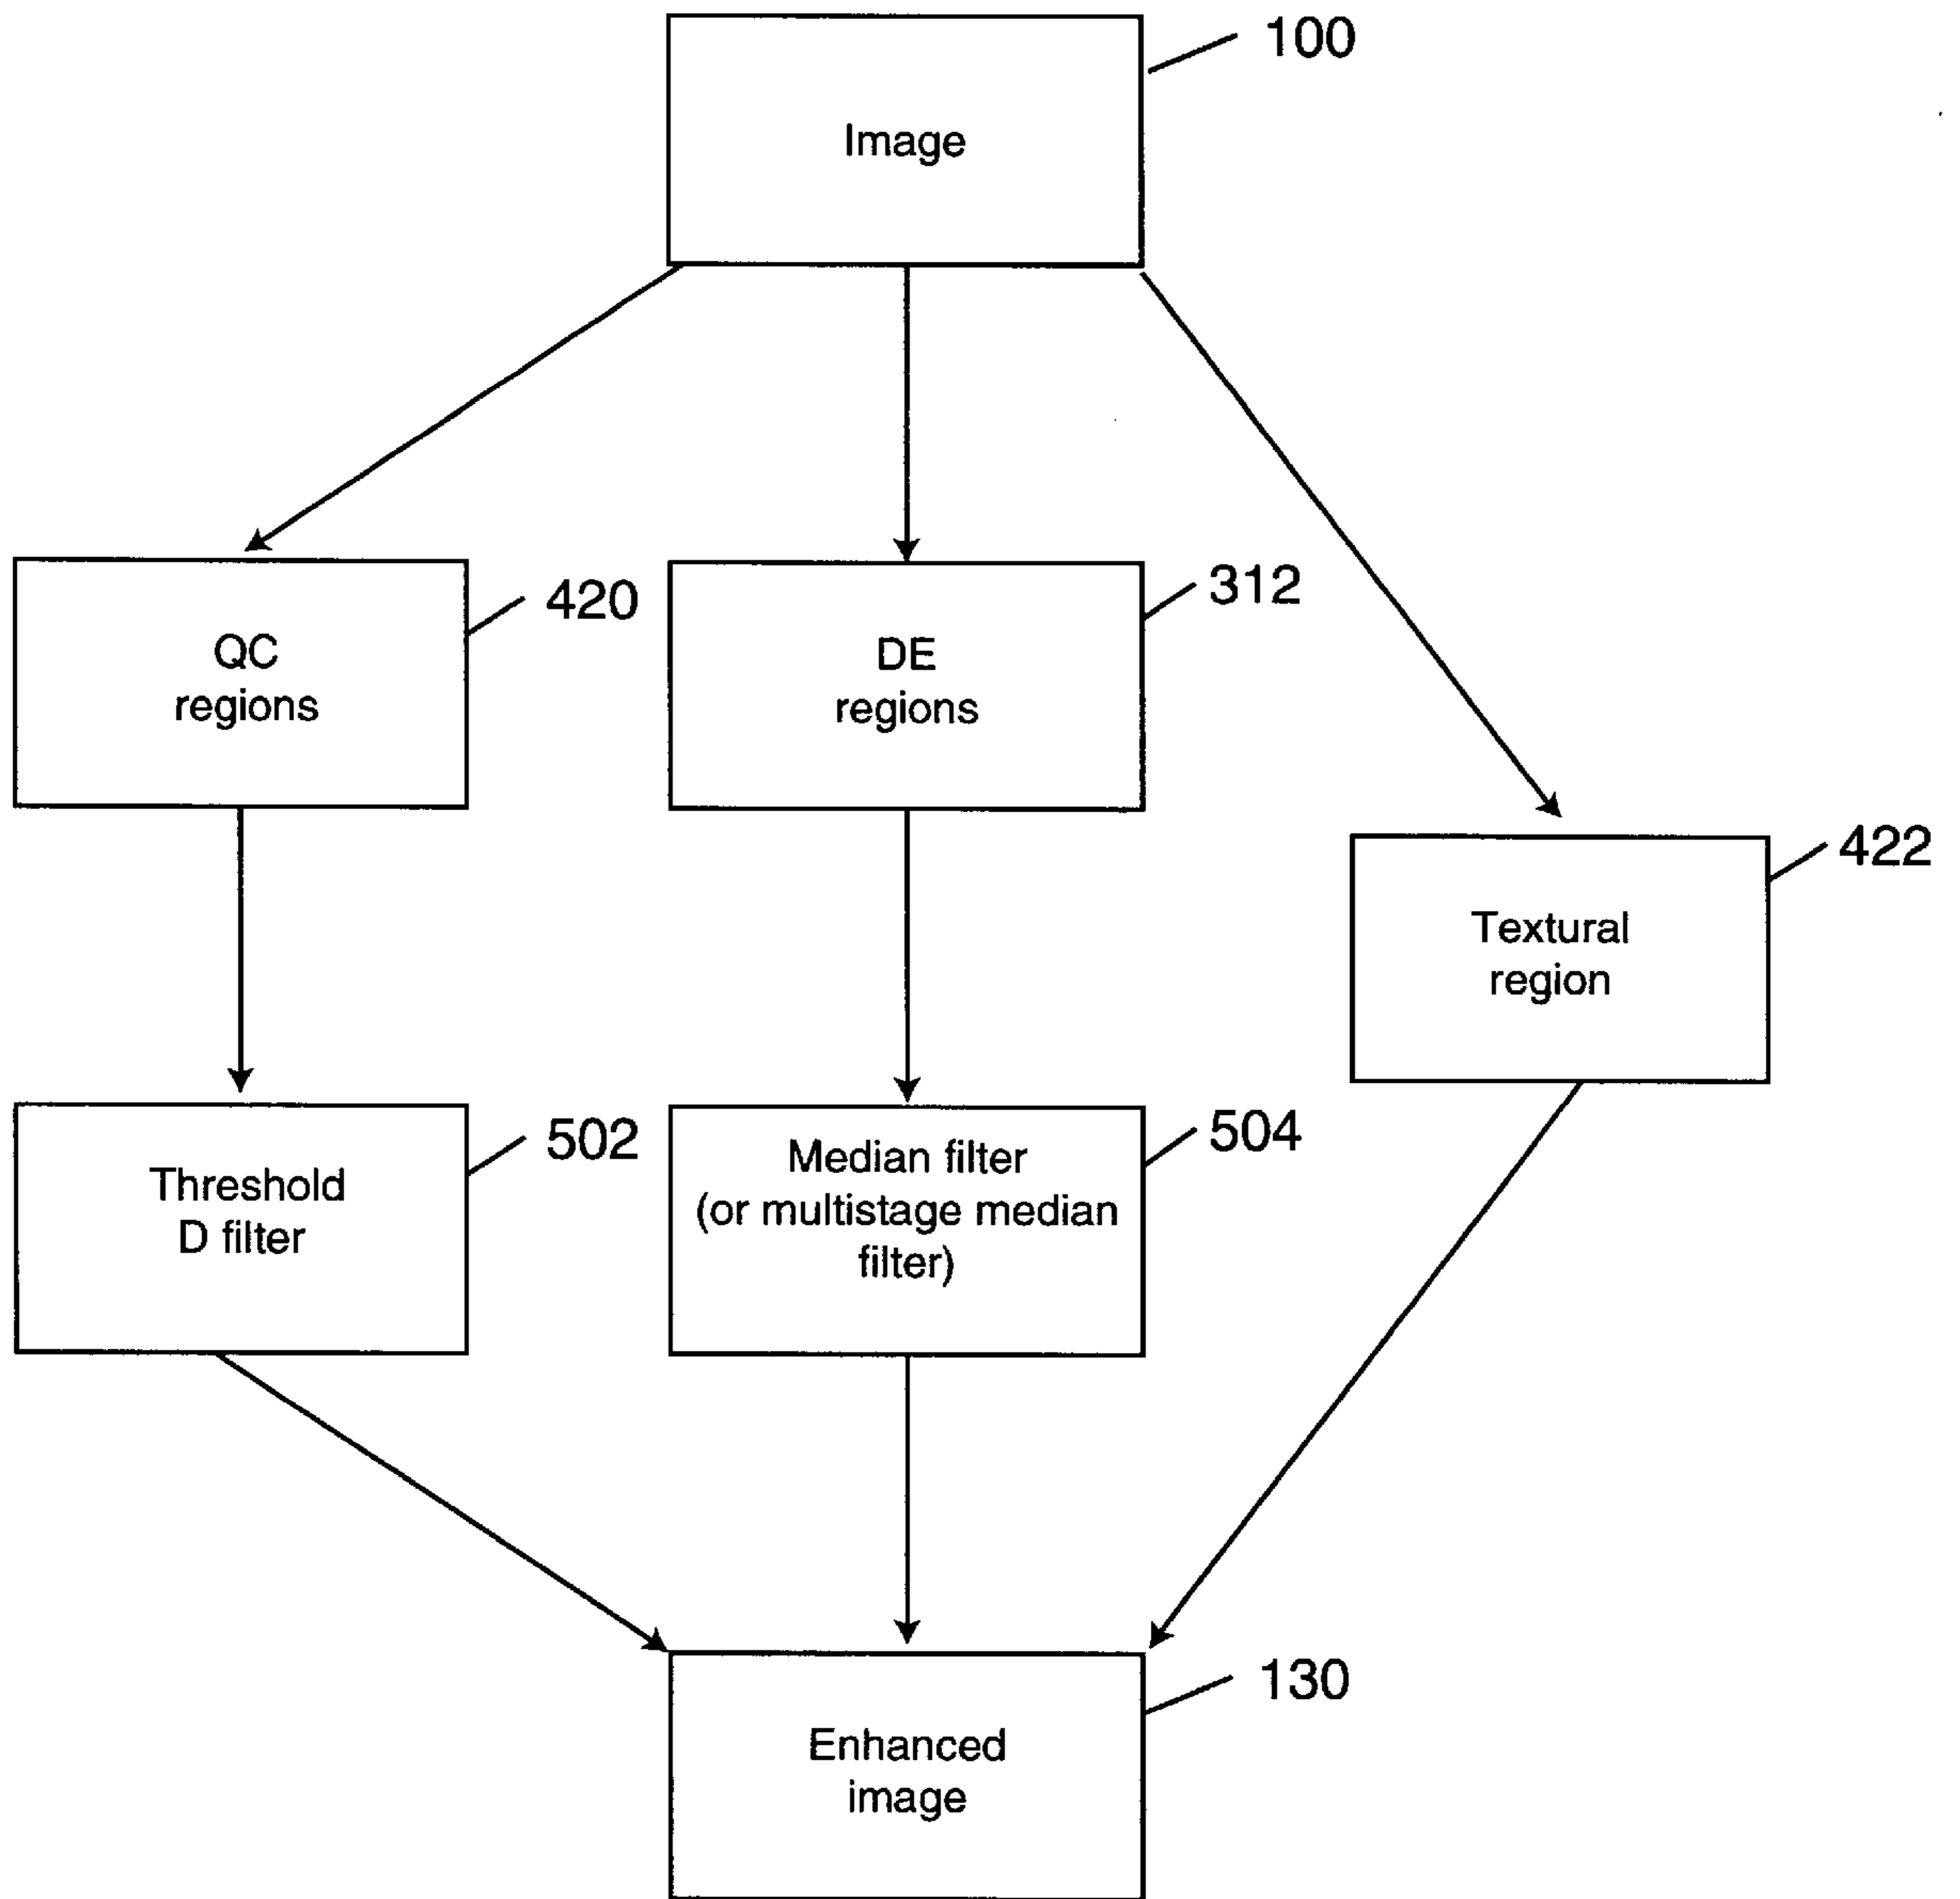 100
Image
420
QC
regions
312
DE
regions
422
Textural
region
502
Threshold
D filter
504
Median filter
(or multistage median
filter)
130
Enhanced
image